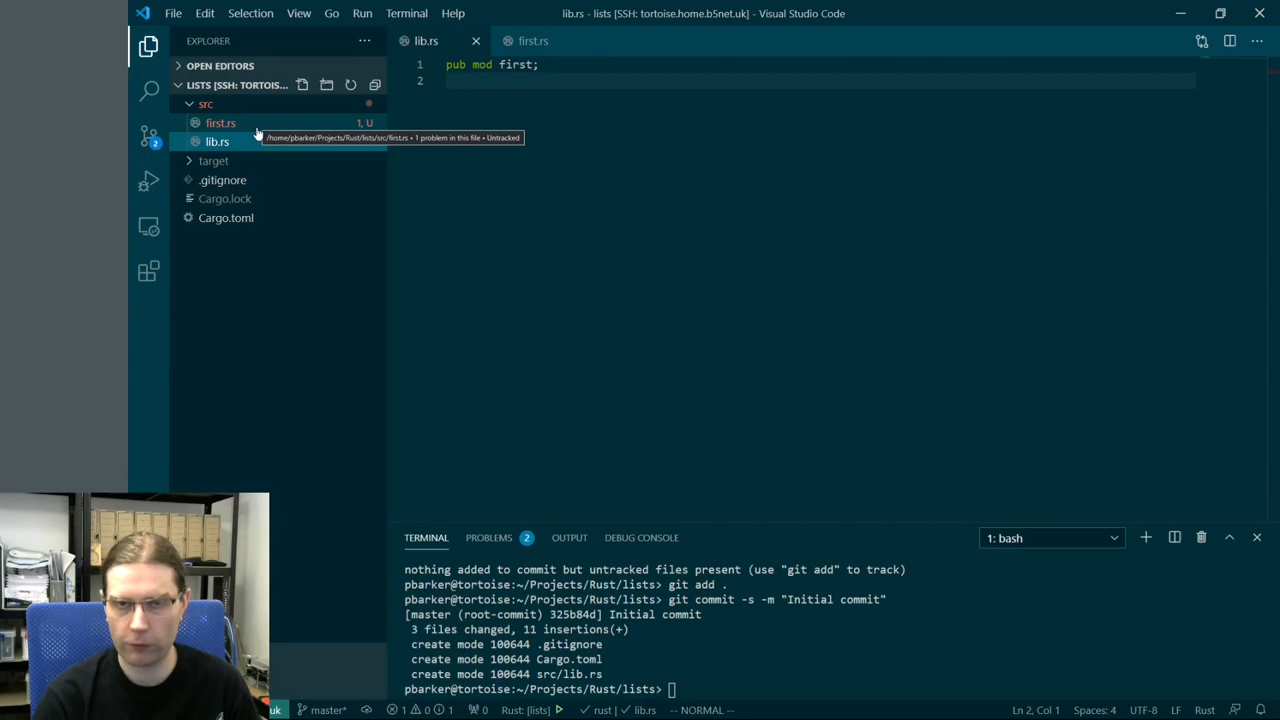 File Edit Selection View Go Run Terminal Help
lib.rs - lists [SSH: tortoise.home.b5net.uk] - Visual Studio Code
EXPLORER
lib.rs
first.rs
OPEN EDITORS
LISTS [SSH: TORTOIS...
src
first.rs 1, U
/home/pbarker/Projects/Rust/lists/src/first.rs • 1 problem in this file • Untracked
lib.rs
target
.gitignore
Cargo.lock
Cargo.toml
2
1 pub mod first;
2
TERMINAL PROBLEMS 2 OUTPUT DEBUG CONSOLE
1: bash
nothing added to commit but untracked files present (use "git add" to track)
pbarker@tortoise:~/Projects/Rust/lists> git add .
pbarker@tortoise:~/Projects/Rust/lists> git commit -s -m "Initial commit"
[master (root-commit) 325b84d] Initial commit
3 files changed, 11 insertions(+)
create mode 100644 .gitignore
create mode 100644 Cargo.toml
create mode 100644 src/lib.rs
pbarker@tortoise:~/Projects/Rust/lists>
uk master* 1 0 1 0 Rust: [lists] rust | lib.rs -- NORMAL -- Ln 2, Col 1 Spaces: 4 UTF-8 LF Rust